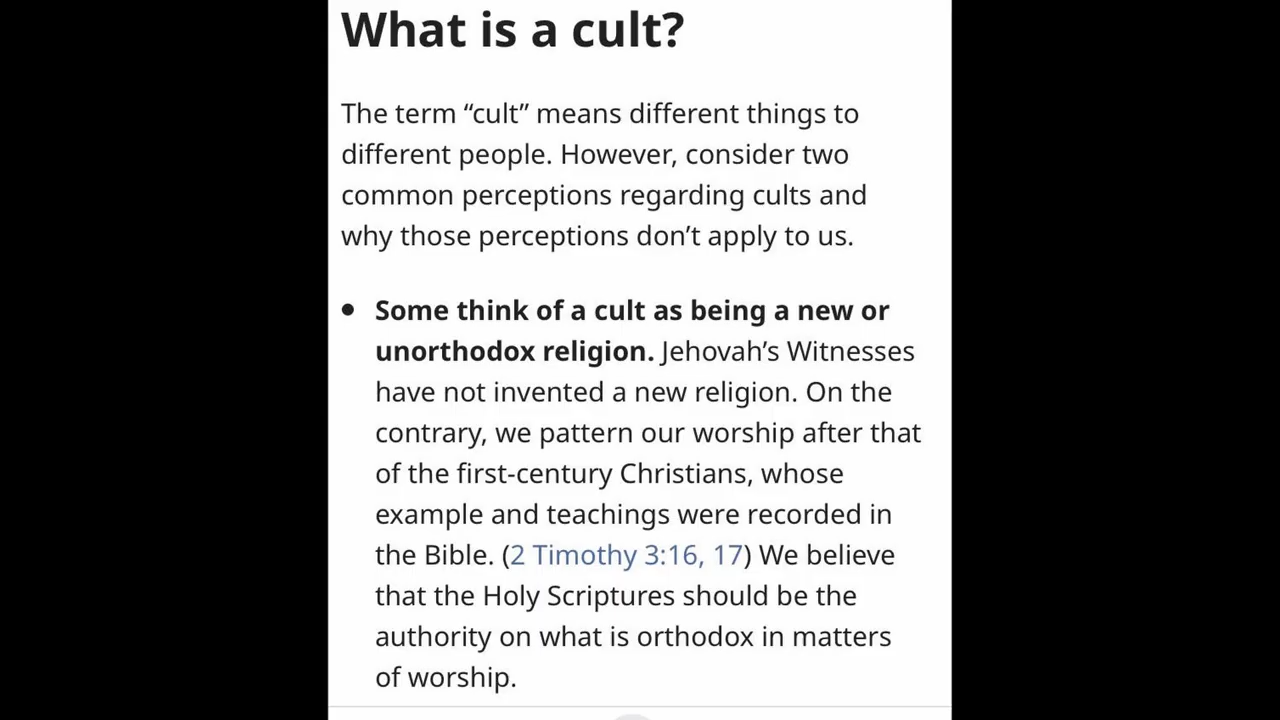 What is a cult?
The term “cult” means different things to
different people. However, consider two
common perceptions regarding cults and
why those perceptions don’t apply to us.
• Some think of a cult as being a new or
unorthodox religion. Jehovah’s Witnesses
have not invented a new religion. On the
contrary, we pattern our worship after that
of the first-century Christians, whose
example and teachings were recorded in
the Bible. (2 Timothy 3:16, 17) We believe
that the Holy Scriptures should be the
authority on what is orthodox in matters
of worship.